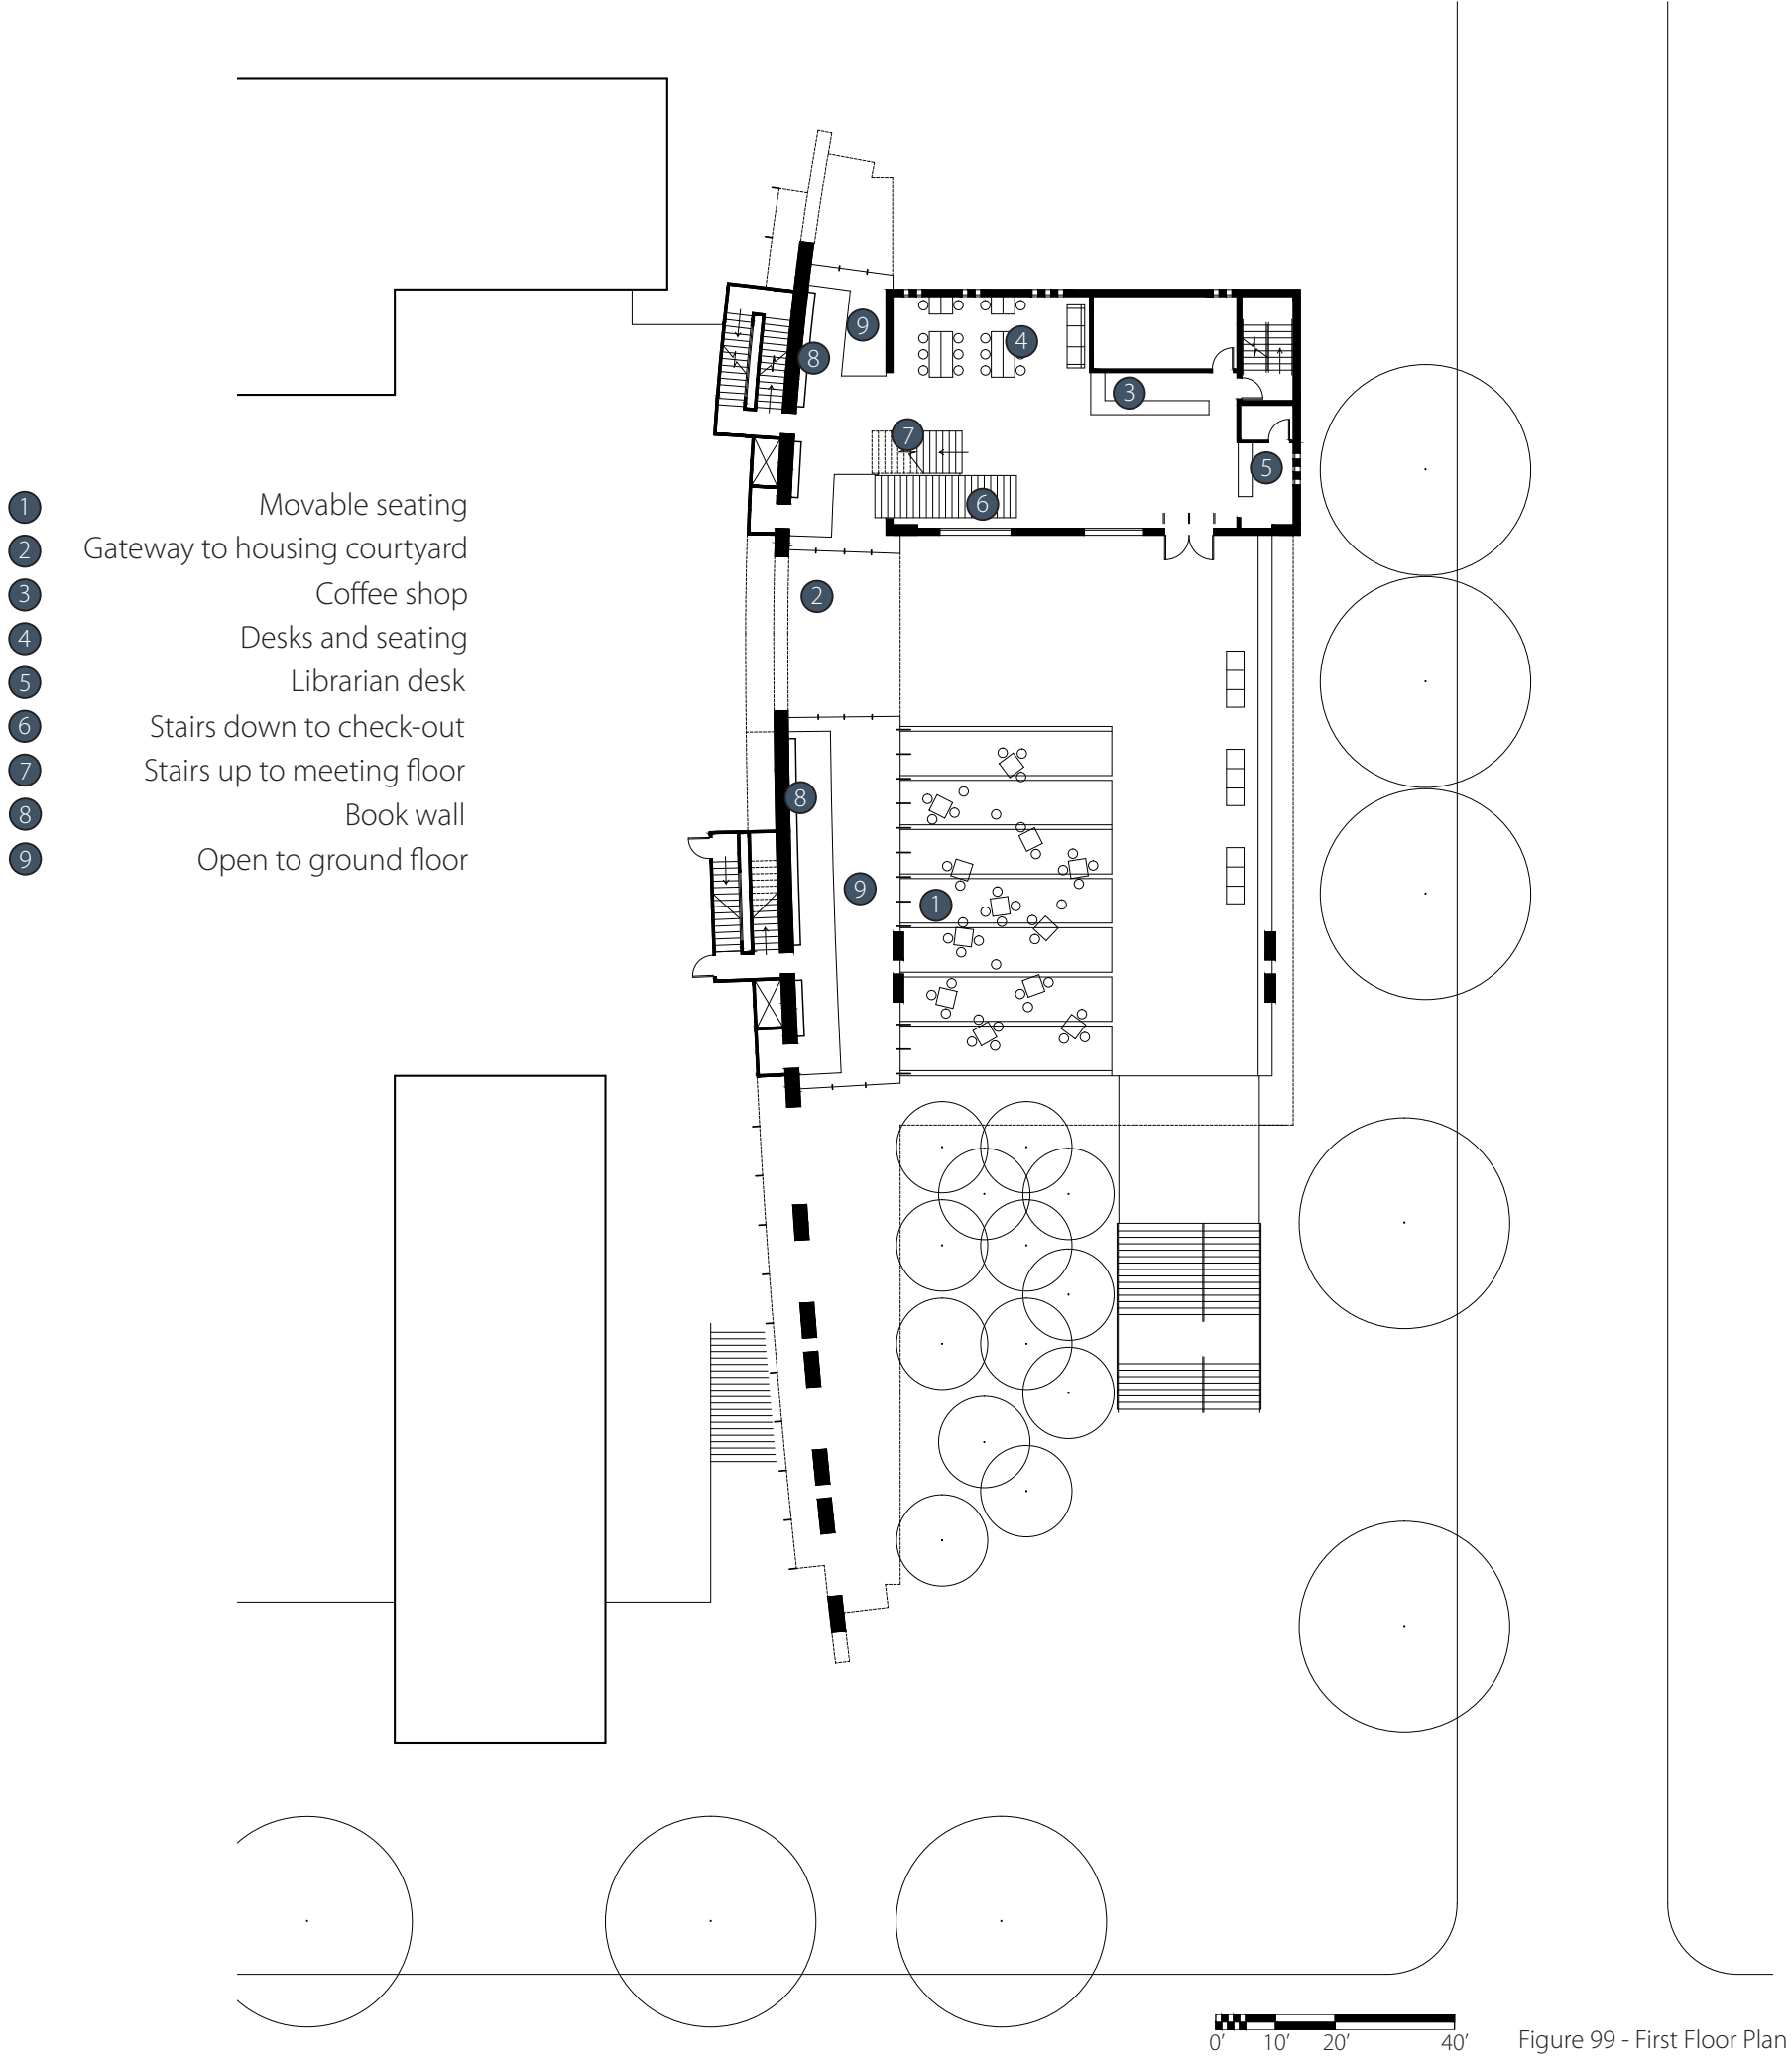 9
8
4
3
7
5
6
2
8
9
1
1 Movable seating
2 Gateway to housing courtyard
3 Coffee shop
4 Desks and seating
5 Librarian desk
6 Stairs down to check-out
7 Stairs up to meeting floor
8 Book wall
9 Open to ground floor
0' 10' 20' 40'
Figure 99 - First Floor Plan